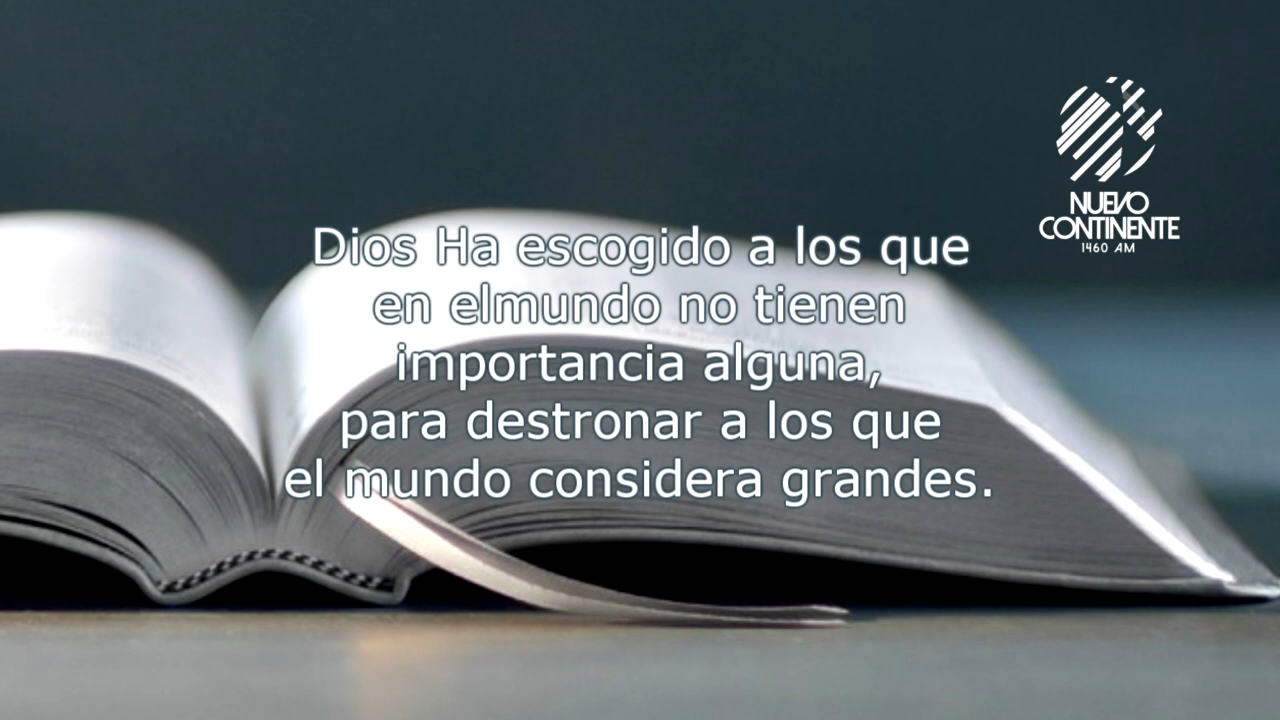 NUEVO
CONTINENTE
1460 AM
Dios Ha escogido a los que
en elmundo no tienen
importancia alguna,
para destronar a los que
el mundo considera grandes.